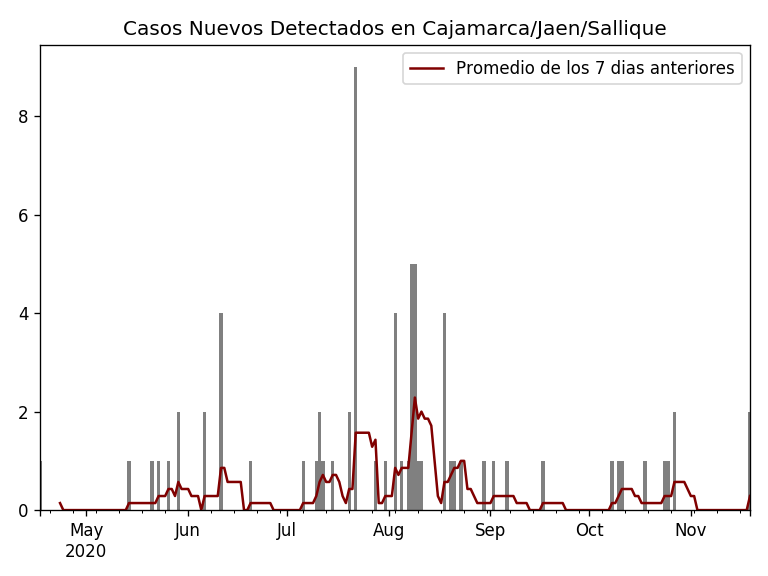 Casos Nuevos Detectados en Cajamarca/Jaen/Sallique
Promedio de los 7 dias anteriores
8
6
4
2
0
May Jun Jul Aug Sep Oct Nov
2020